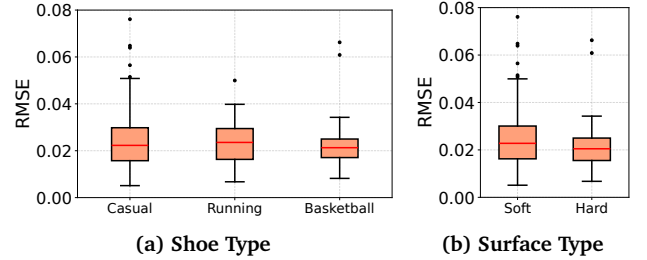 0.08
0.06
0.04
0.02
0.00
RMSE
Casual Running Basketball
(a) Shoe Type
0.08
0.06
0.04
0.02
0.00
RMSE
Soft Hard
(b) Surface Type